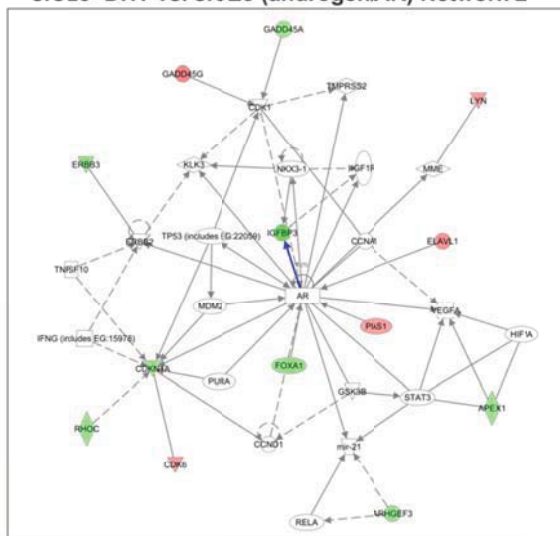 GADD45A
GADD45G
CDK1
TMPRSS2
LYN
ERBB3
KLK3
NKX3-1
IGF1R
MME
IGFBP3
TP53 (includes EG:22059)
ERBB2
CCNA1
ELAVL1
TNFSF10
AR
MDM2
VEGFA
PIAS1
HIF1A
IFNG (includes EG:15978)
CDKN1A
FOXA1
PURA
GSK3B
STAT3
APEX1
RHOC
CCND1
mir-21
CDK6
ARHGEF3
RELA